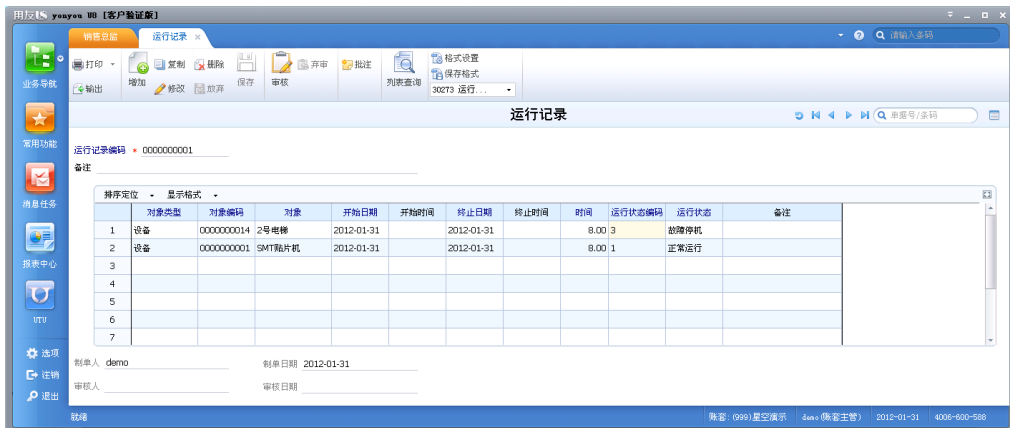 用友U8 yonyou U8 [客户验证版]
销售总监 运行记录 × 请输入条码
打印 增加 复制 删除 保存 审核 弃审 批注 列表查询 格式设置
保存格式
输出 修改 放弃 30273 运行...
业务导航
运行记录 单据号/条码
常用功能
运行记录编码 * 0000000001
备注
消息任务
排序定位 显示格式
对象类型 对象编码 对象 开始日期 开始时间 终止日期 终止时间 时间 运行状态编码 运行状态 备注
1 设备 0000000014 2号电梯 2012-01-31 2012-01-31 8.00 3 故障停机
2 设备 0000000001 SMT贴片机 2012-01-31 2012-01-31 8.00 1 正常运行
3
4
5
6
7
报表中心
UTU
选项
注销
退出
制单人 demo 制单日期 2012-01-31
审核人 审核日期
就绪 账套: (999)星空演示 demo (账套主管) 2012-01-31 4006-600-588